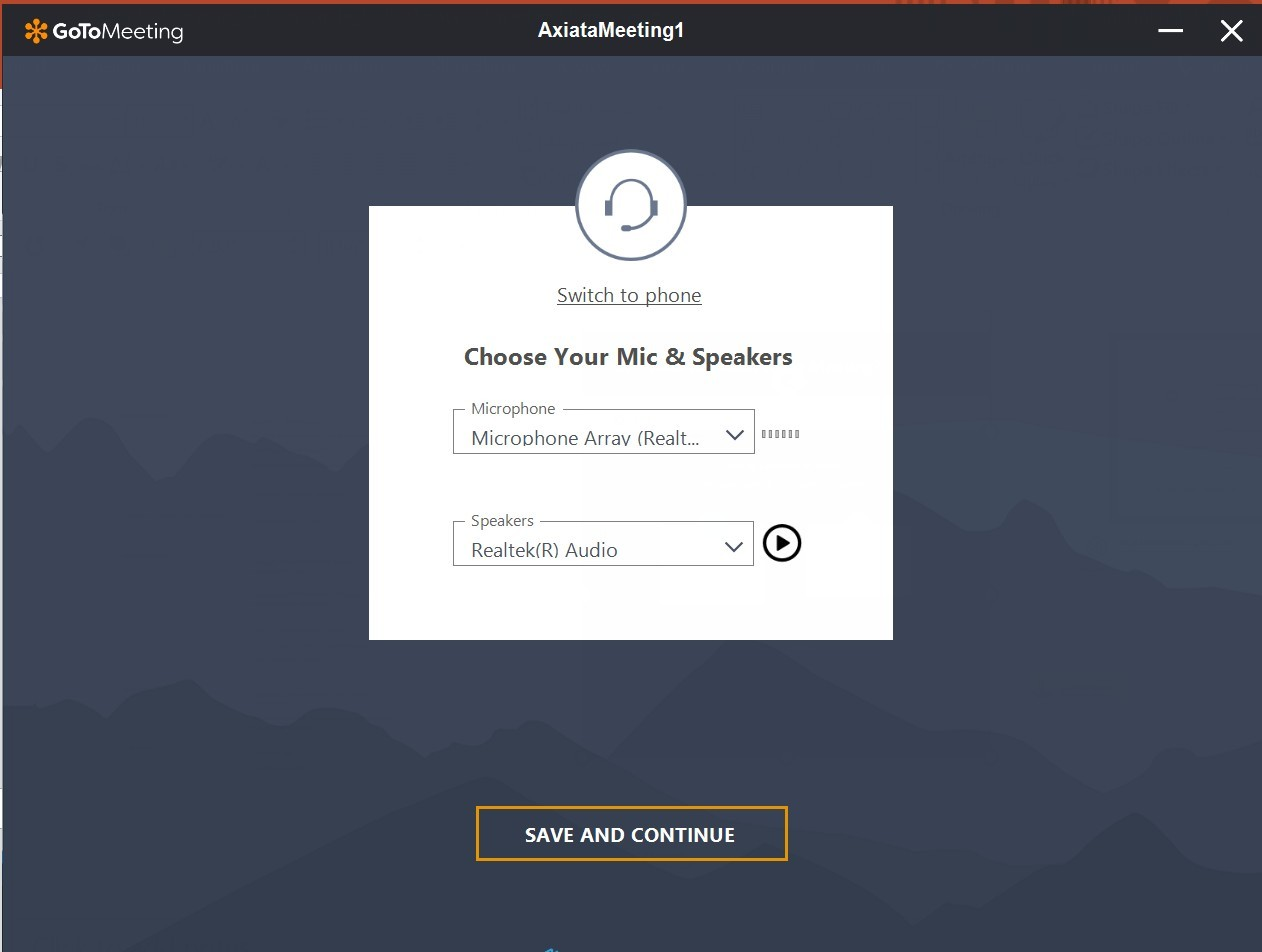 GoToMeeting
AxiataMeeting1
Switch to phone
Choose Your Mic & Speakers
Microphone
Microphone Array (Realt...
Speakers
Realtek(R) Audio
SAVE AND CONTINUE